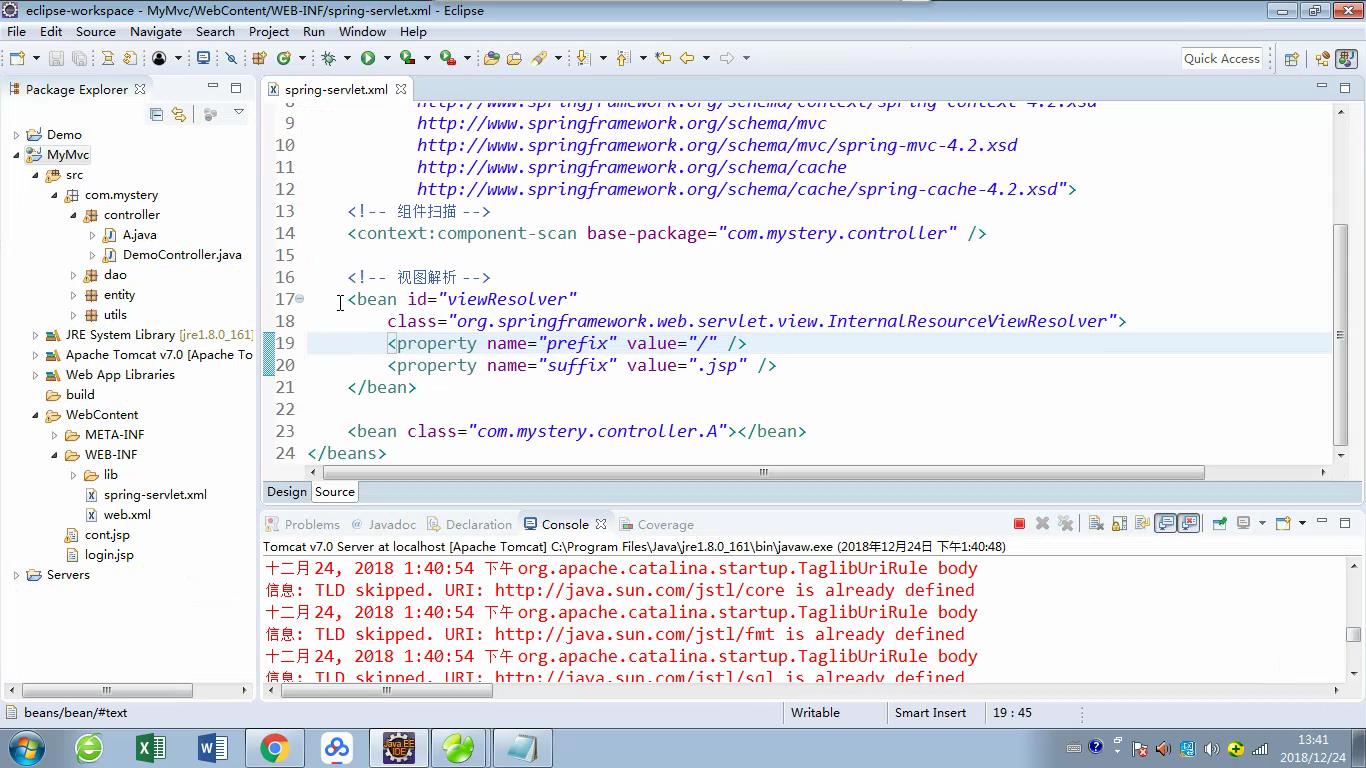 eclipse-workspace - MyMvc/WebContent/WEB-INF/spring-servlet.xml - Eclipse
File Edit Source Navigate Search Project Run Window Help
Quick Access
Package Explorer
Demo
MyMvc
src
com.mystery
controller
A.java
DemoController.java
dao
entity
utils
JRE System Library [jre1.8.0_161]
Apache Tomcat v7.0 [Apache To
Web App Libraries
build
WebContent
META-INF
WEB-INF
lib
spring-servlet.xml
web.xml
cont.jsp
login.jsp
Servers
spring-servlet.xml
8 http://www.springframework.org/schema/context/spring-context-4.2.xsd
9 http://www.springframework.org/schema/mvc
10 http://www.springframework.org/schema/mvc/spring-mvc-4.2.xsd
11 http://www.springframework.org/schema/cache
12 http://www.springframework.org/schema/cache/spring-cache-4.2.xsd">
13 <!-- 组件扫描 -->
14 <context:component-scan base-package="com.mystery.controller" />
15
16 <!-- 视图解析 -->
17 <bean id="viewResolver"
18 class="org.springframework.web.servlet.view.InternalResourceViewResolver">
19 <property name="prefix" value="/" />
20 <property name="suffix" value=".jsp" />
21 </bean>
22
23 <bean class="com.mystery.controller.A"></bean>
24 </beans>
Design Source
Problems @ Javadoc Declaration Console Coverage
Tomcat v7.0 Server at localhost [Apache Tomcat] C:\Program Files\Java\jre1.8.0_161\bin\javaw.exe (2018年12月24日 下午1:40:48)
十二月 24, 2018 1:40:54 下午 org.apache.catalina.startup.TaglibUriRule body
信息: TLD skipped. URI: http://java.sun.com/jstl/core is already defined
十二月 24, 2018 1:40:54 下午 org.apache.catalina.startup.TaglibUriRule body
信息: TLD skipped. URI: http://java.sun.com/jstl/fmt is already defined
十二月 24, 2018 1:40:54 下午 org.apache.catalina.startup.TaglibUriRule body
信息: TLD skipped. URI: http://java.sun.com/jstl/sql is already defined
beans/bean/#text Writable Smart Insert 19 : 45
Java EE
IDE
13:41
2018/12/24